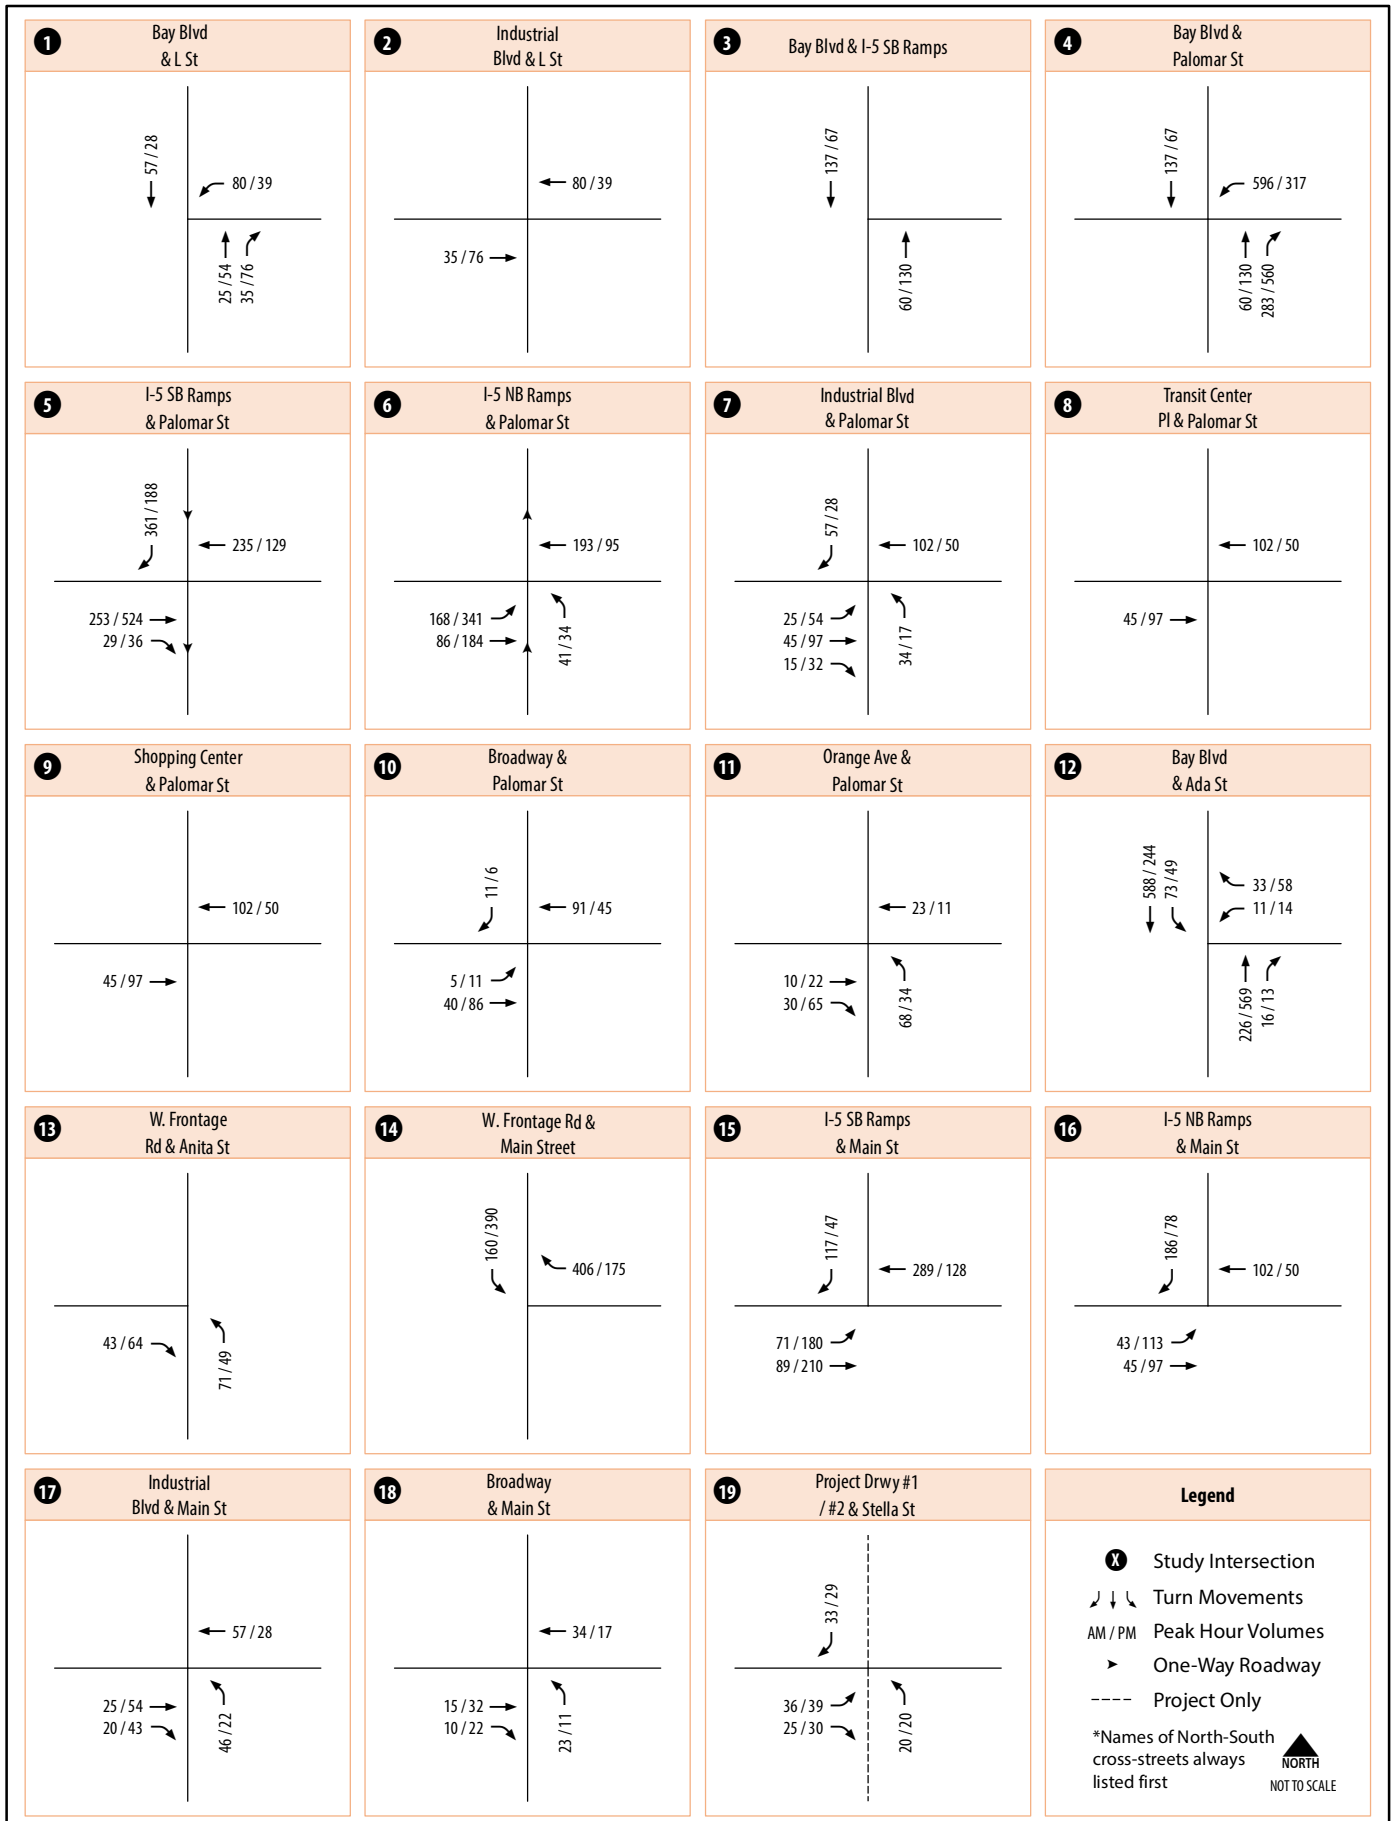 1
Bay Blvd
& L St
57 / 28
80 / 39
25 / 54
35 / 76
2
Industrial
Blvd & L St
80 / 39
35 / 76
3
Bay Blvd & I-5 SB Ramps
137 / 67
60 / 130
4
Bay Blvd &
Palomar St
137 / 67
596 / 317
60 / 130
283 / 560
5
I-5 SB Ramps
& Palomar St
361 / 188
235 / 129
253 / 524
29 / 36
6
I-5 NB Ramps
& Palomar St
193 / 95
168 / 341
86 / 184
41 / 34
7
Industrial Blvd
& Palomar St
57 / 28
102 / 50
25 / 54
45 / 97
15 / 32
34 / 17
8
Transit Center
Pl & Palomar St
102 / 50
45 / 97
9
Shopping Center
& Palomar St
102 / 50
45 / 97
10
Broadway &
Palomar St
11 / 6
91 / 45
5 / 11
40 / 86
11
Orange Ave &
Palomar St
23 / 11
10 / 22
30 / 65
68 / 34
12
Bay Blvd
& Ada St
588 / 244
73 / 49
33 / 58
11 / 14
226 / 569
16 / 13
13
W. Frontage
Rd & Anita St
43 / 64
71 / 49
14
W. Frontage Rd &
Main Street
160 / 390
406 / 175
15
I-5 SB Ramps
& Main St
117 / 47
289 / 128
71 / 180
89 / 210
16
I-5 NB Ramps
& Main St
186 / 78
102 / 50
43 / 113
45 / 97
17
Industrial
Blvd & Main St
57 / 28
25 / 54
20 / 43
46 / 22
18
Broadway
& Main St
34 / 17
15 / 32
10 / 22
23 / 11
19
Project Drwy #1
/ #2 & Stella St
33 / 29
36 / 39
25 / 30
20 / 20
Legend
X Study Intersection
Turn Movements
AM / PM Peak Hour Volumes
One-Way Roadway
Project Only
*Names of North-South
cross-streets always
listed first
NORTH
NOT TO SCALE